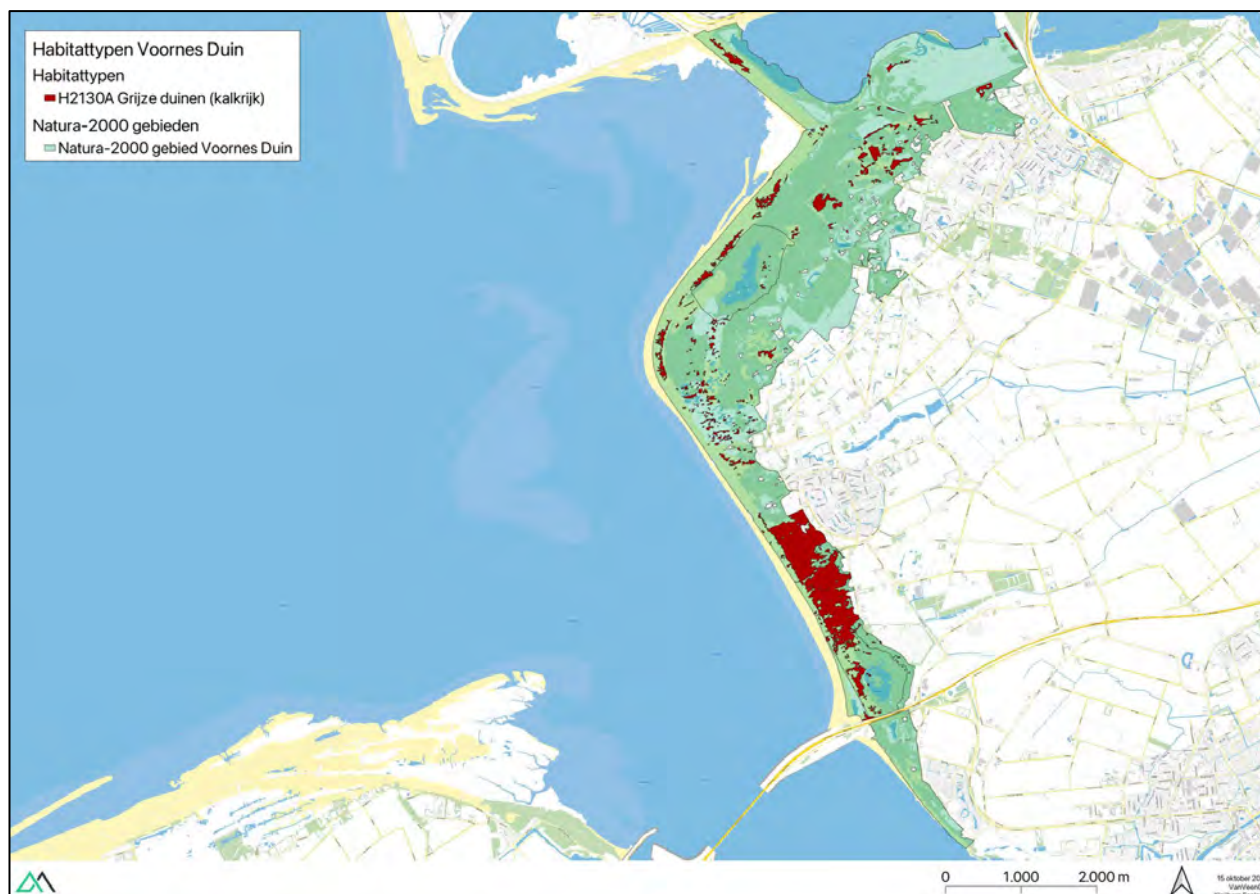 Habitattypen Voornes Duin
Habitattypen
H2130A Grijze duinen (kalkrijk)
Natura-2000 gebieden
Natura-2000 gebied Voornes Duin
0 1.000 2.000 m
15 oktober 20